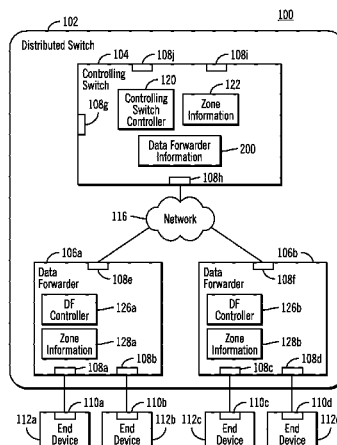 100
102
Distributed Switch
104
108j
108i
Controlling
Switch
120
122
108g
Controlling
Switch
Controller
Zone
Information
Data Forwarder
Information
200
108h
116
Network
106a
106b
Data
Forwarder
108e
Data
Forwarder
108f
DF
Controller
126a
DF
Controller
126b
Zone
Information
128a
Zone
Information
128b
108a
108b
108c
108d
110a
110b
110c
110d
112a
End
Device
112b
End
Device
112c
End
Device
End
Device